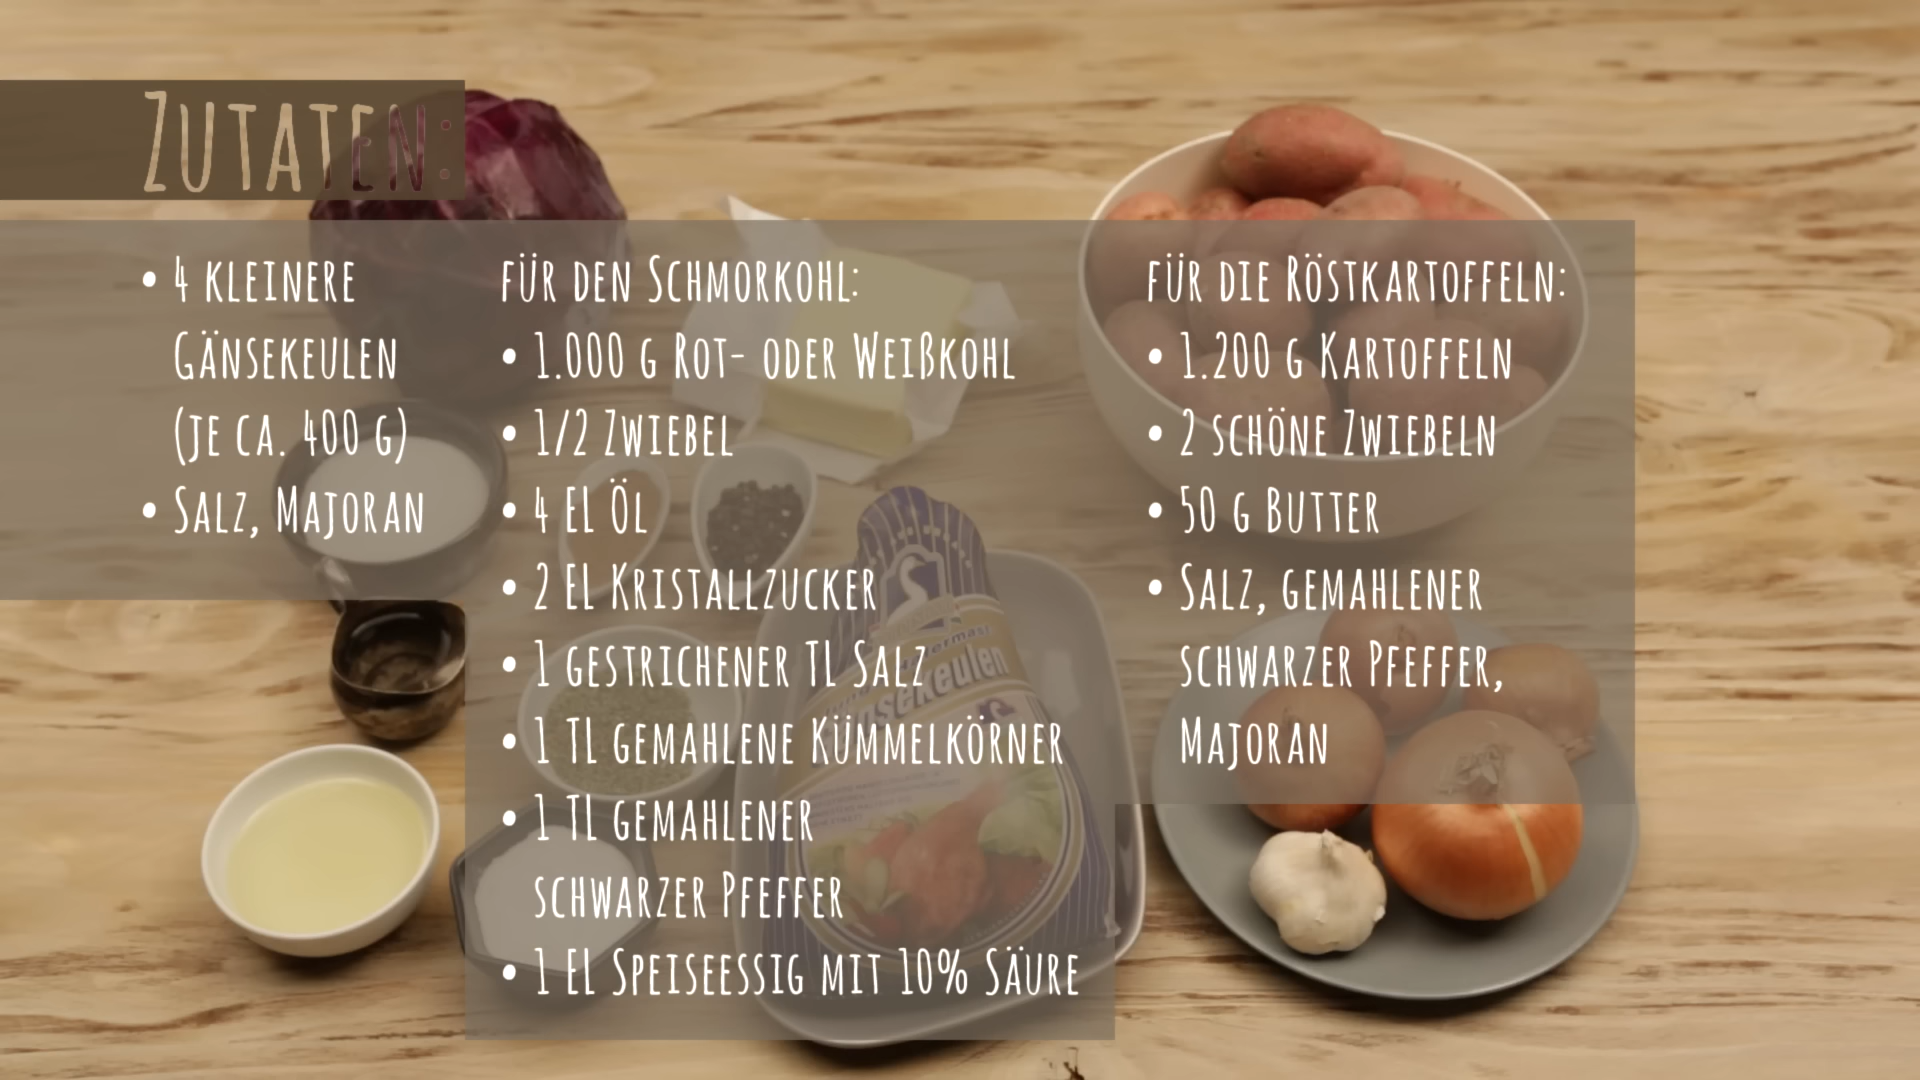 Zutaten:
• 4 kleinere
Gänsekeulen
(je ca. 400 g)
• Salz, Majoran
für den Schmorkohl:
• 1.000 g Rot- oder Weißkohl
• 1/2 Zwiebel
• 4 EL Öl
• 2 EL Kristallzucker
• 1 gestrichener TL Salz
• 1 TL gemahlene Kümmelkörner
• 1 TL gemahlener
schwarzer Pfeffer
• 1 EL Speiseessig mit 10% Säure
für die Röstkartoffeln:
• 1.200 g Kartoffeln
• 2 schöne Zwiebeln
• 50 g Butter
• Salz, gemahlener
schwarzer Pfeffer,
Majoran